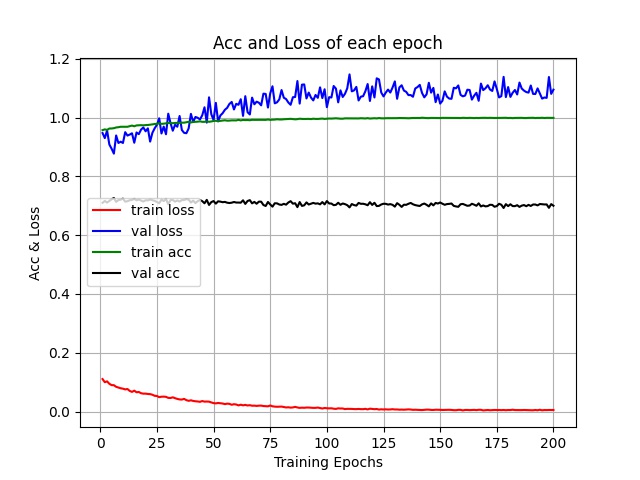 Acc and Loss of each epoch
1.2
1.0
0.8
0.6
0.4
0.2
0.0
Acc & Loss
train loss
val loss
train acc
val acc
0 25 50 75 100 125 150 175 200
Training Epochs